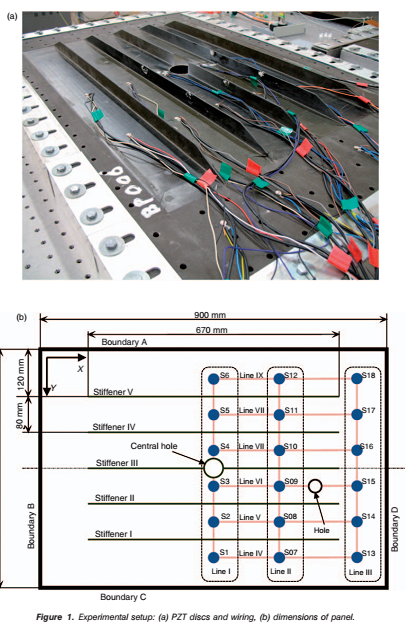 (a)
BP006
(b)
900 mm
670 mm
Boundary A
X
Y
120 mm
80 mm
S6 Line IX S12 S18
Stiffener V
S5 Line VII S11 S17
Stiffener IV
Central hole
S4 Line VII S10 S16
Stiffener III
S3 Line VI S09 S15
Stiffener II
Hole
S2 Line V S08 S14
Stiffener I
S1 Line IV S07 S13
Line I Line II Line III
Boundary B
Boundary D
Boundary C
Figure 1. Experimental setup: (a) PZT discs and wiring, (b) dimensions of panel.